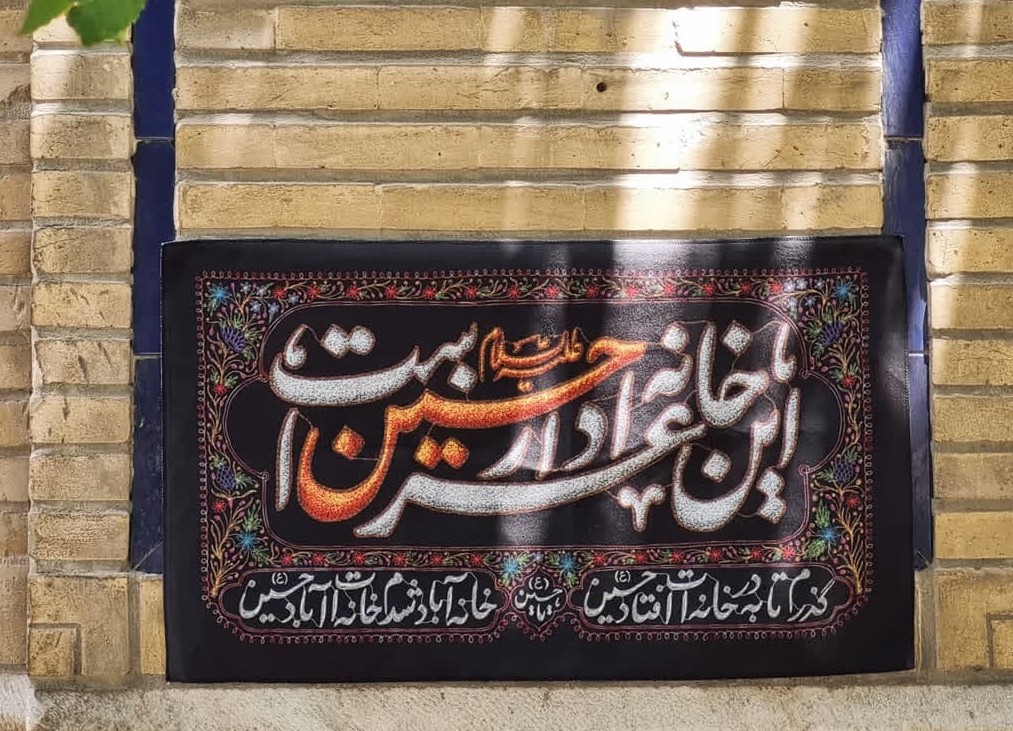 این خانه عزادار حسین علیه السلام است
گذرم تا به در خانه ات افتاد حسین (ع)
یا حسین (ع)
خانه آباد شدم خانه ات آباد حسین (ع)